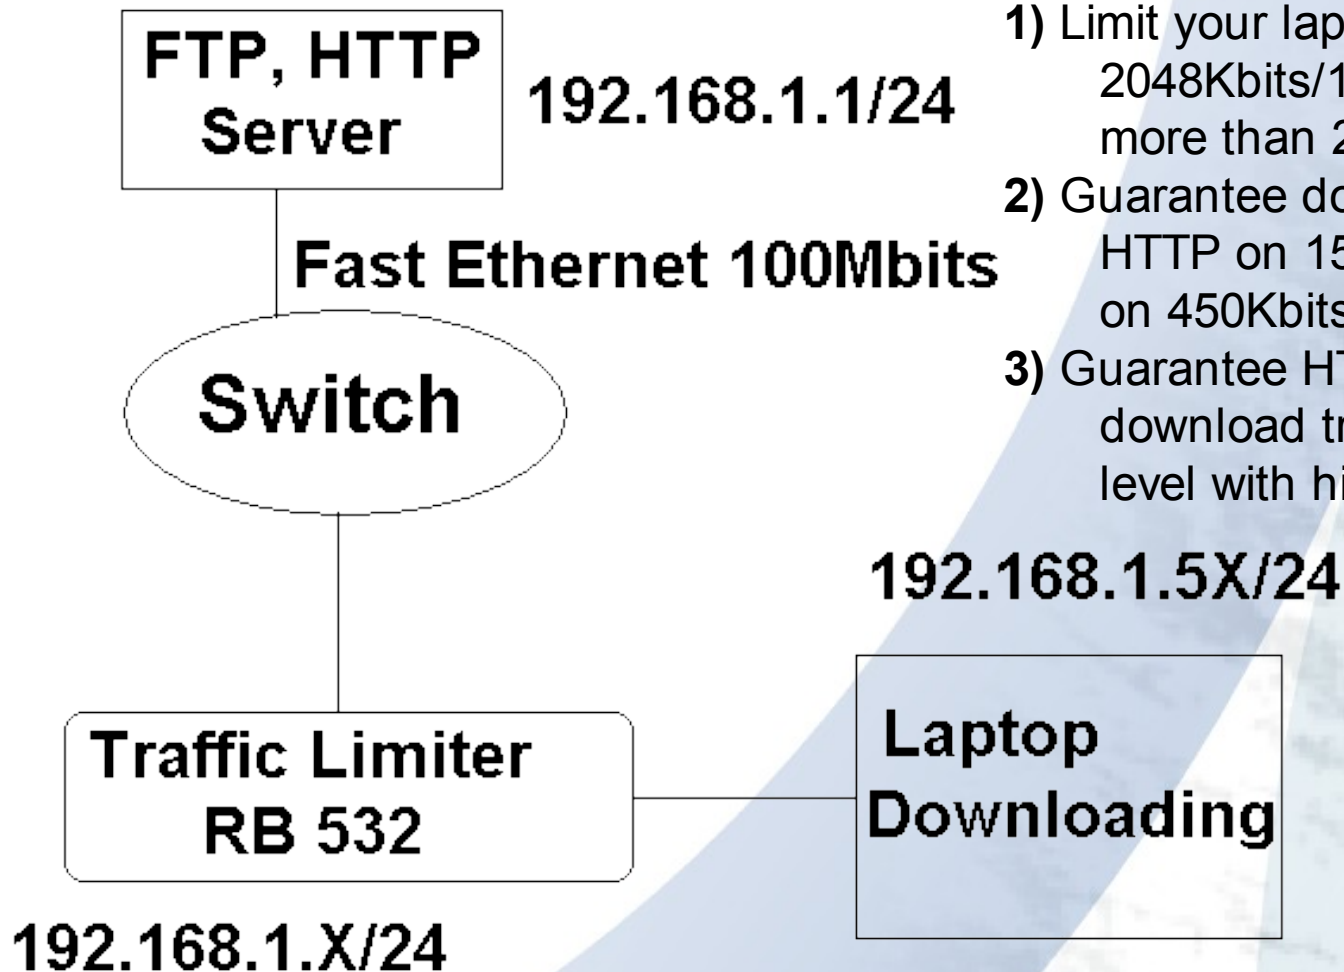 FTP, HTTP
Server
192.168.1.1/24
Fast Ethernet 100Mbits
Switch
Traffic Limiter
RB 532
192.168.1.X/24
1) Limit your lap
2048Kbits/1
more than 2
2) Guarantee do
HTTP on 15
on 450Kbits
3) Guarantee HT
download tr
level with hi
192.168.1.5X/24
Laptop
Downloading